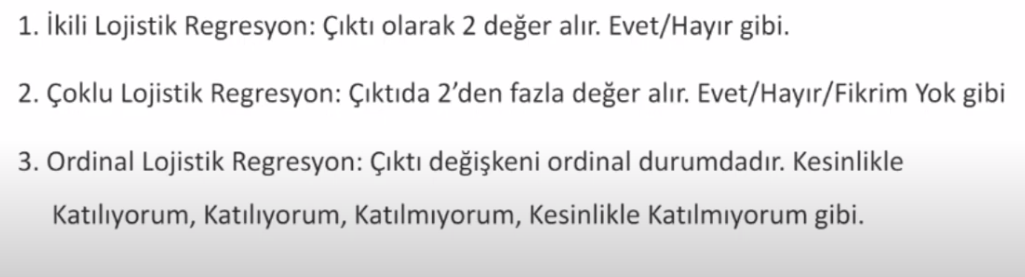 1. İkili Lojistik Regresyon: Çıktı olarak 2 değer alır. Evet/Hayır gibi.
2. Çoklu Lojistik Regresyon: Çıktıda 2’den fazla değer alır. Evet/Hayır/Fikrim Yok gibi
3. Ordinal Lojistik Regresyon: Çıktı değişkeni ordinal durumdadır. Kesinlikle
Katılıyorum, Katılıyorum, Katılmıyorum, Kesinlikle Katılmıyorum gibi.